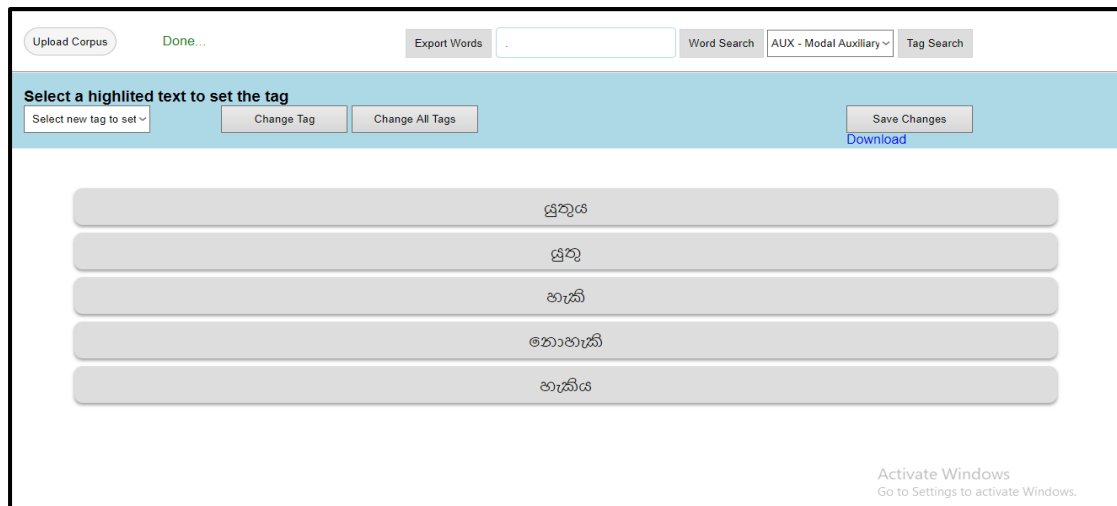 Upload Corpus Done... Export Words . Word Search AUX - Modal Auxiliary Tag Search
Select a highlited text to set the tag
Select new tag to set Change Tag Change All Tags Save Changes
Download
යුතුය
යුතු
හැකි
නොහැකි
හැකිය
Activate Windows
Go to Settings to activate Windows.